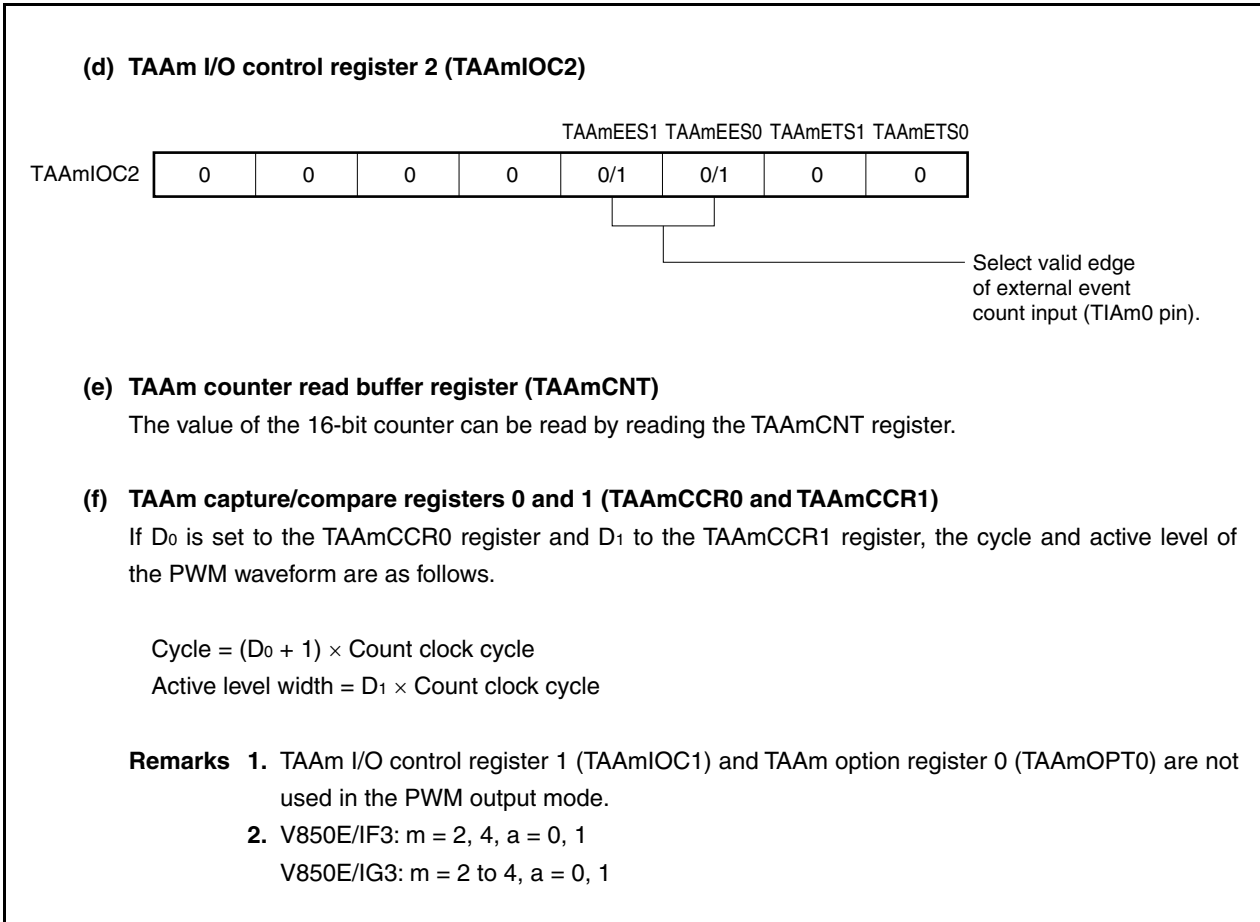 (d) TAAm I/O control register 2 (TAAmIOC2)
TAAmEES1 TAAmEES0 TAAmETS1 TAAmETS0
TAAmIOC2 0 0 0 0 0/1 0/1 0 0
Select valid edge
of external event
count input (TIAm0 pin).
(e) TAAm counter read buffer register (TAAmCNT)
The value of the 16-bit counter can be read by reading the TAAmCNT register.
(f) TAAm capture/compare registers 0 and 1 (TAAmCCR0 and TAAmCCR1)
If D0 is set to the TAAmCCR0 register and D1 to the TAAmCCR1 register, the cycle and active level of
the PWM waveform are as follows.
Cycle = (D0 + 1) × Count clock cycle
Active level width = D1 × Count clock cycle
Remarks 1. TAAm I/O control register 1 (TAAmIOC1) and TAAm option register 0 (TAAmOPT0) are not
used in the PWM output mode.
2. V850E/IF3: m = 2, 4, a = 0, 1
V850E/IG3: m = 2 to 4, a = 0, 1